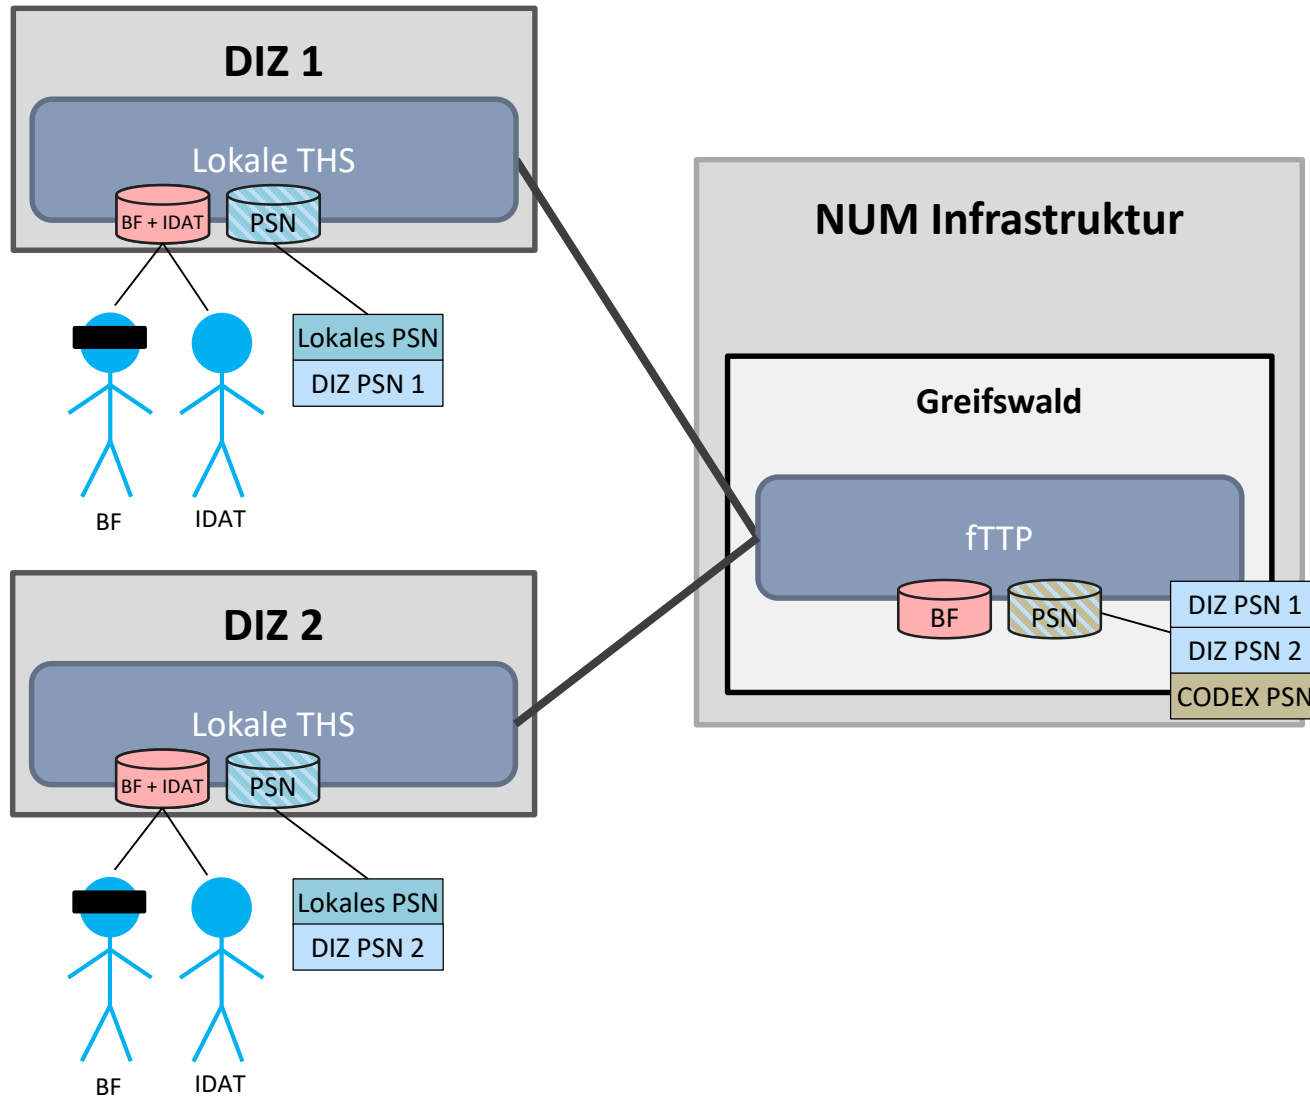 DIZ 1
Lokale THS
BF + IDAT
PSN
Lokales PSN
DIZ PSN 1
BF
IDAT
DIZ 2
Lokale THS
BF + IDAT
PSN
Lokales PSN
DIZ PSN 2
BF
IDAT
NUM Infrastruktur
Greifswald
fTTP
BF
PSN
DIZ PSN 1
DIZ PSN 2
CODEX PSN